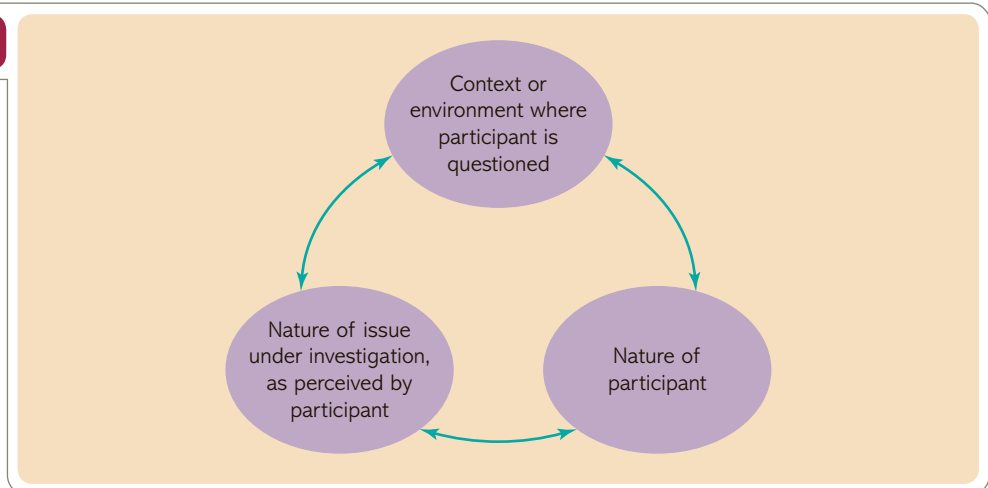 Context or
environment where
participant is
questioned
Nature of issue
under investigation,
as perceived by
participant
Nature of
participant